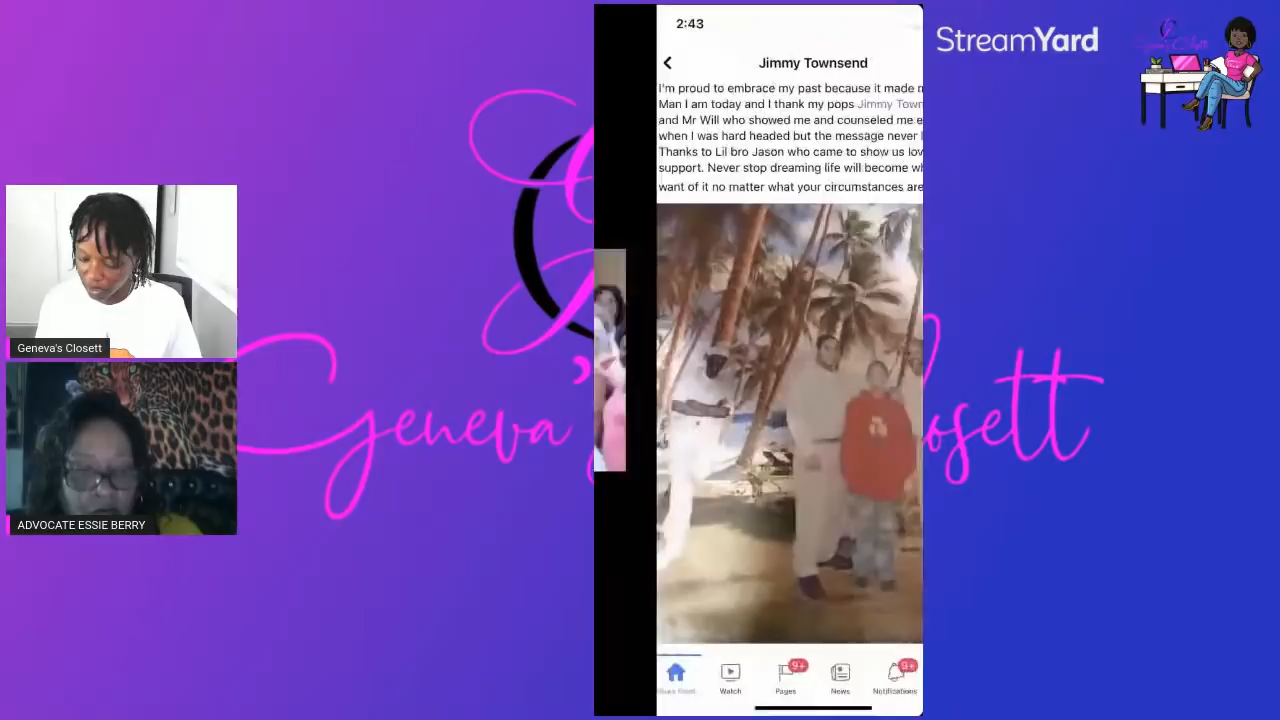 2:43
StreamYard
Jimmy Townsend
I'm proud to embrace my past because it made
Man I am today and I thank my pops Jimmy Town
and Mr Will who showed me and counseled me e
when I was hard headed but the message never
Thanks to Lil bro Jason who came to show us lov
support. Never stop dreaming life will become wh
want of it no matter what your circumstances are
Geneva's Closett
Geneva's Closett
ADVOCATE ESSIE BERRY
9+
9+
Watch
Pages
News
Notifications